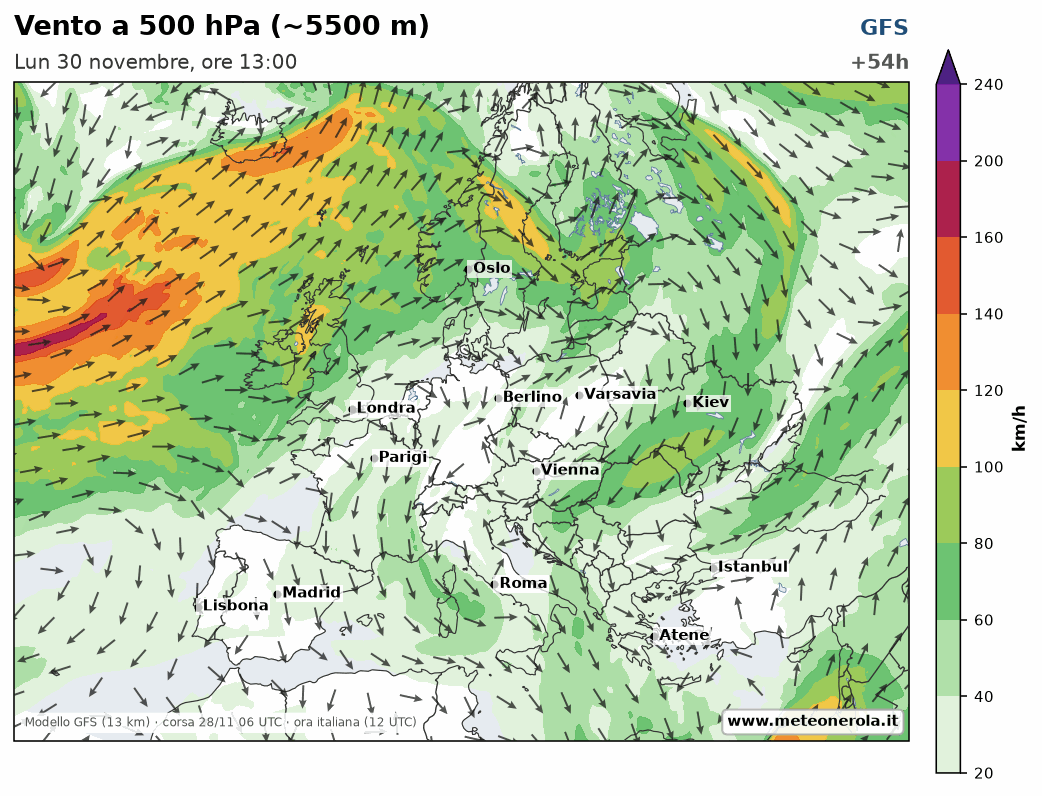 Vento a 500 hPa (~5500 m)
GFS
Lun 30 novembre, ore 13:00
+54h
240
200
160
140
120
100
80
60
40
20
km/h
Oslo
Londra
Berlino
Varsavia
Kiev
Parigi
Vienna
Istanbul
Roma
Madrid
Lisbona
Atene
Modello GFS (13 km) · corsa 28/11 06 UTC · ora italiana (12 UTC)
www.meteonerola.it